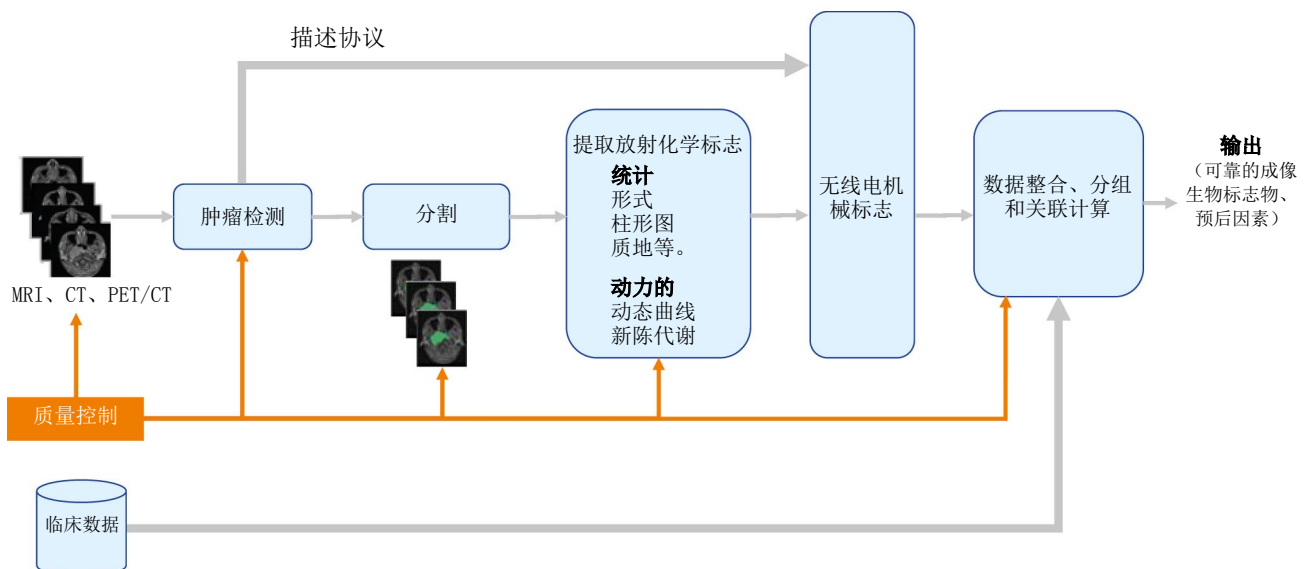 描述协议
MRI、CT、PET/CT
肿瘤检测
分割
提取放射化学标志
统计
形式
柱形图
质地等。
动力的
动态曲线
新陈代谢
无线电机
械标志
数据整合、分组
和关联计算
输出
（可靠的成像
生物标志物、
预后因素）
质量控制
临床数据